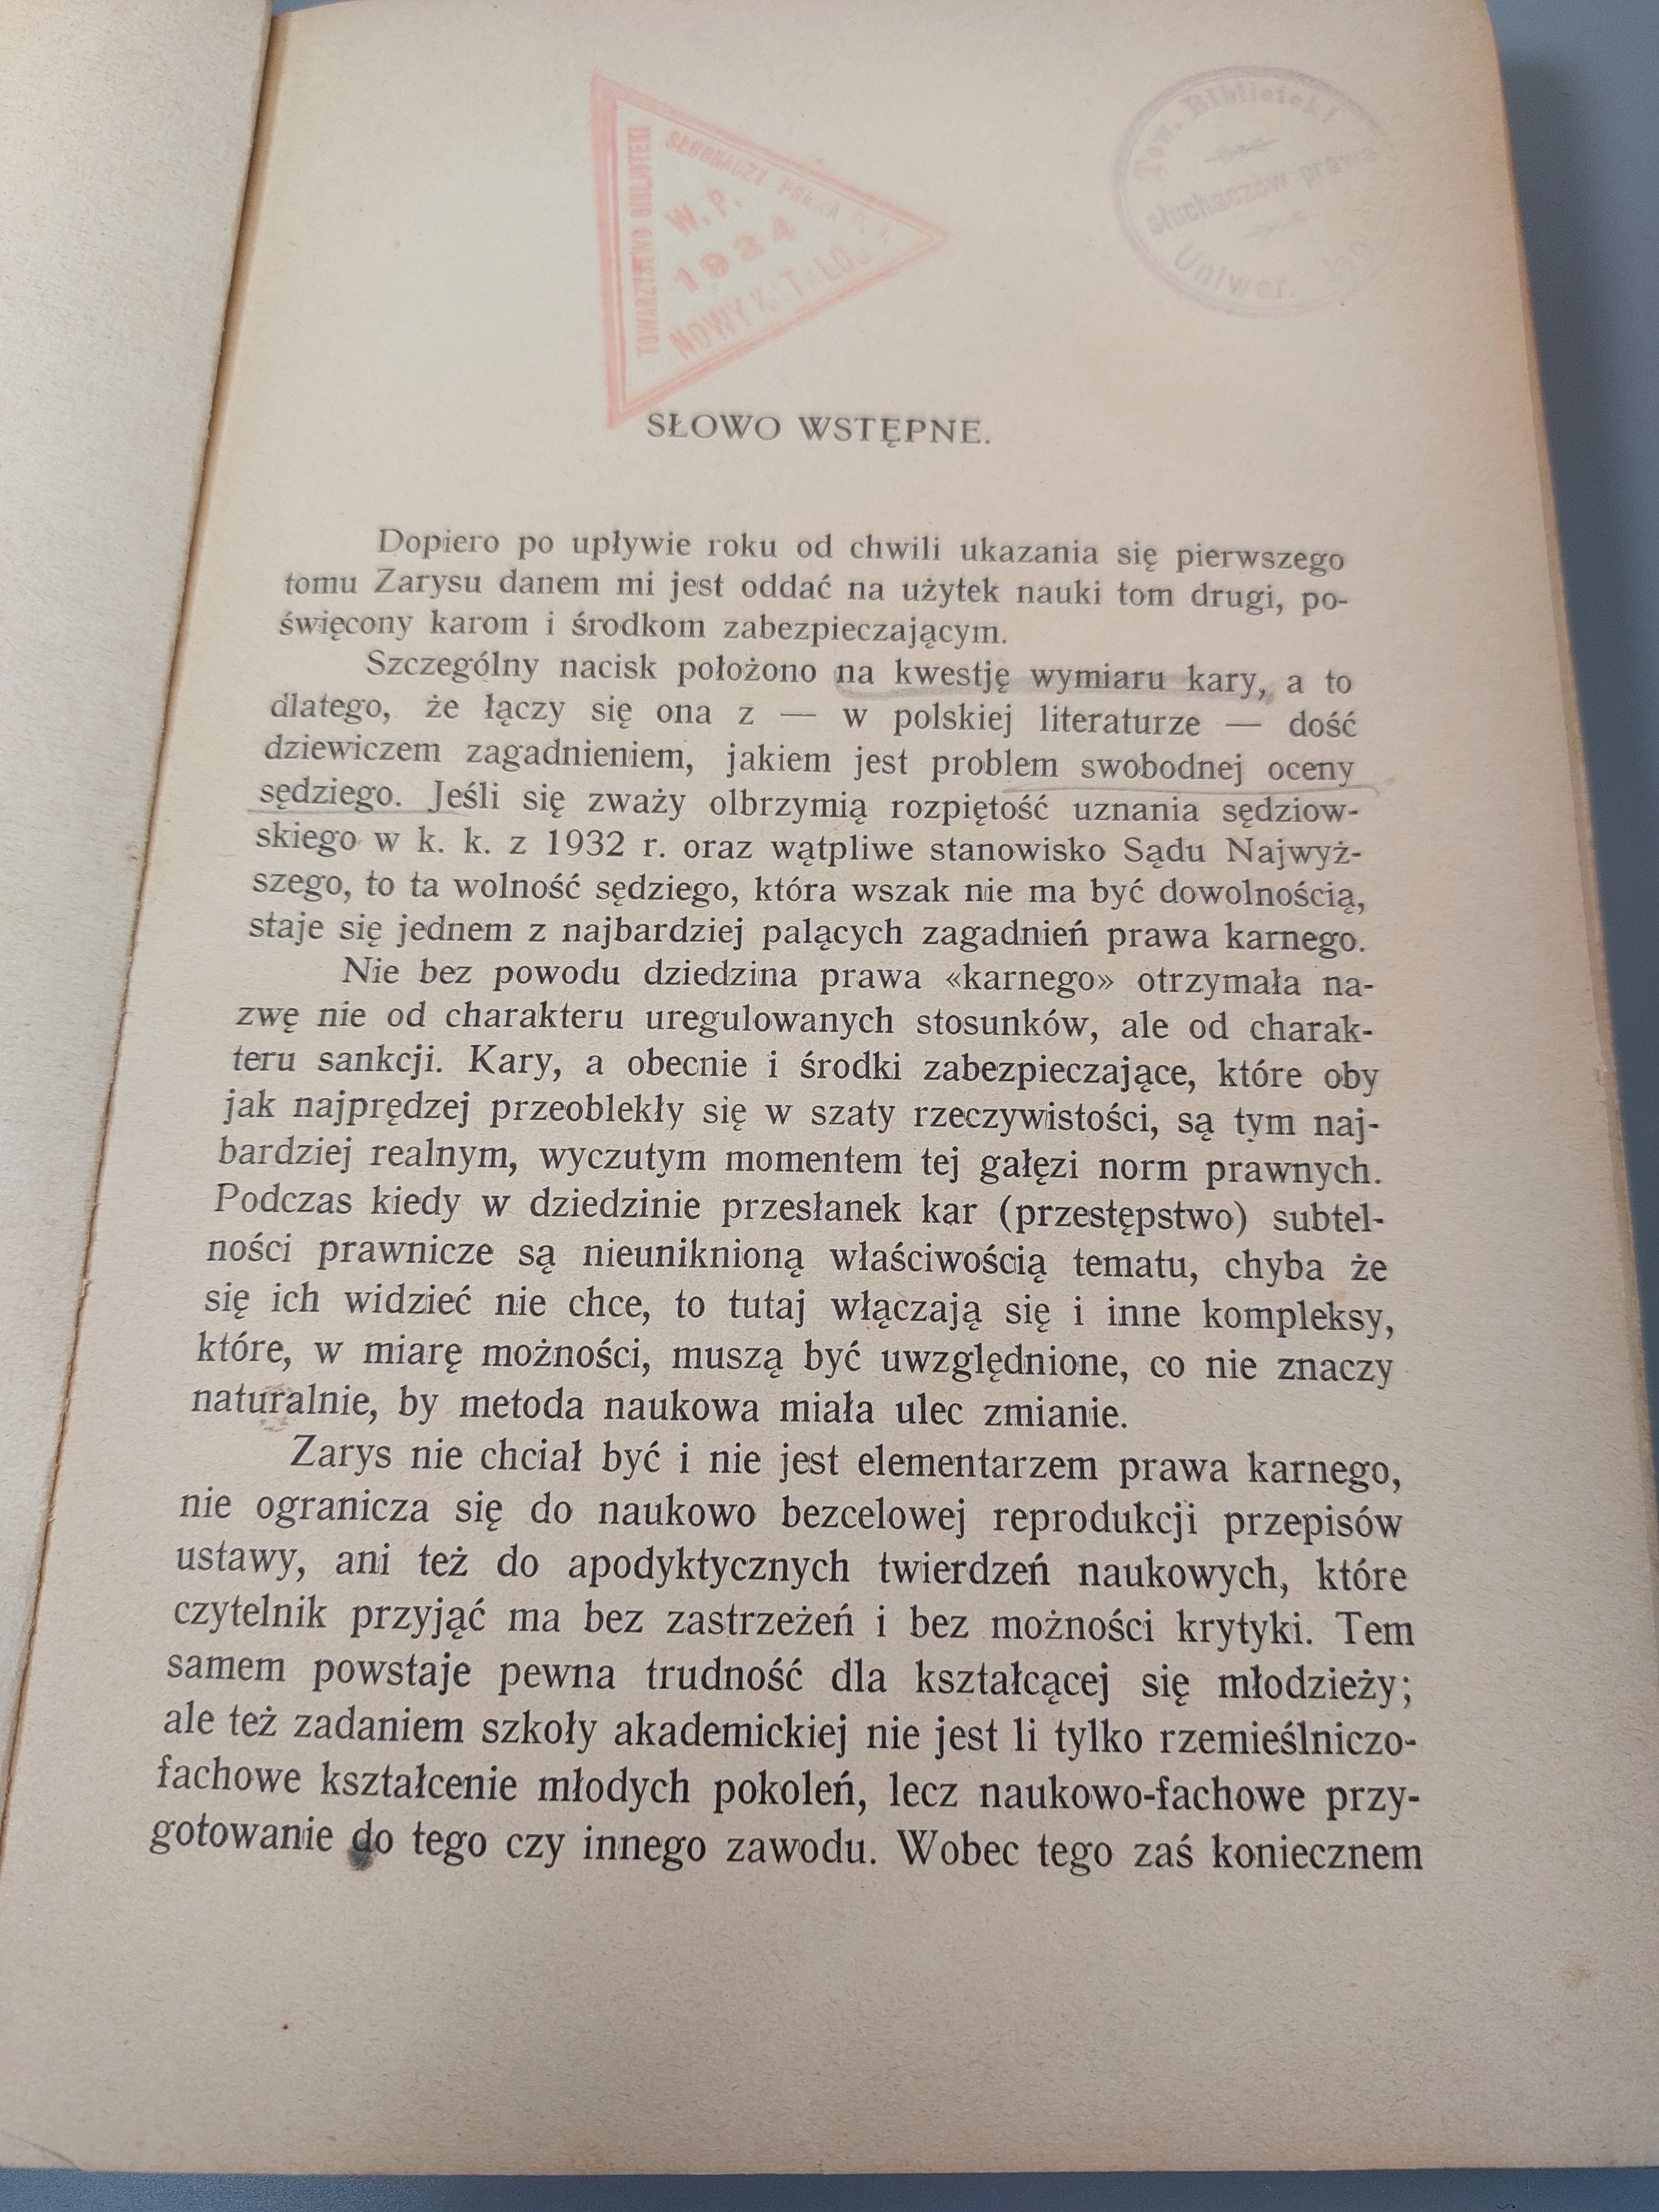 TOWARZYSTWO BIBLJOTEKI
SŁUCHACZY PRAWA
W. P.
1934
NOWY K. TALOG
Tow. Biblioteki
słuchaczów prawa
Uniwer.
SŁOWO WSTĘPNE.
Dopiero po upływie roku od chwili ukazania się pierwszego
tomu Zarysu danem mi jest oddać na użytek nauki tom drugi, po-
święcony karom i środkom zabezpieczającym.
Szczególny nacisk położono na kwestję wymiaru kary, a to
dlatego, że łączy się ona z — w polskiej literaturze — dość
dziewiczem zagadnieniem, jakiem jest problem swobodnej oceny
sędziego. Jeśli się zważy olbrzymią rozpiętość uznania sędziow-
skiego w k. k. z 1932 r. oraz wątpliwe stanowisko Sądu Najwyż-
szego, to ta wolność sędziego, która wszak nie ma być dowolnością,
staje się jednem z najbardziej palących zagadnień prawa karnego.
Nie bez powodu dziedzina prawa «karnego» otrzymała na-
zwę nie od charakteru uregulowanych stosunków, ale od charak-
teru sankcji. Kary, a obecnie i środki zabezpieczające, które oby
jak najprędzej przeoblekły się w szaty rzeczywistości, są tym naj-
bardziej realnym, wyczutym momentem tej gałęzi norm prawnych.
Podczas kiedy w dziedzinie przesłanek kar (przestępstwo) subtel-
ności prawnicze są nieuniknioną właściwością tematu, chyba że
się ich widzieć nie chce, to tutaj włączają się i inne kompleksy,
które, w miarę możności, muszą być uwzględnione, co nie znaczy
naturalnie, by metoda naukowa miała ulec zmianie.
Zarys nie chciał być i nie jest elementarzem prawa karnego,
nie ogranicza się do naukowo bezcelowej reprodukcji przepisów
ustawy, ani też do apodyktycznych twierdzeń naukowych, które
czytelnik przyjąć ma bez zastrzeżeń i bez możności krytyki. Tem
samem powstaje pewna trudność dla kształcącej się młodzieży;
ale też zadaniem szkoły akademickiej nie jest li tylko rzemieślniczo-
fachowe kształcenie młodych pokoleń, lecz naukowo-fachowe przy-
gotowanie do tego czy innego zawodu. Wobec tego zaś koniecznem